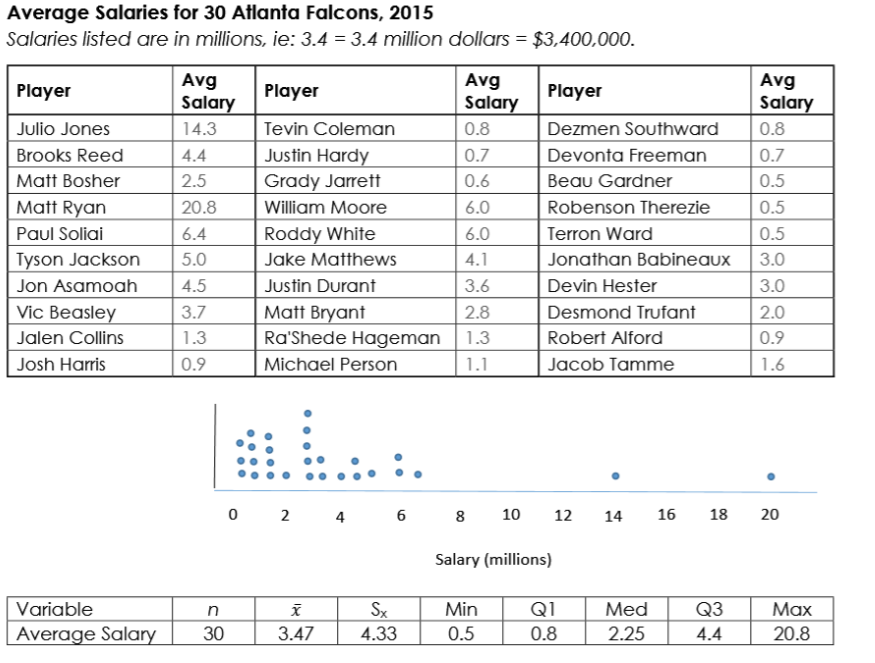 Average Salaries for 30 Atlanta Falcons, 2015
Salaries listed are in millions, ie: 3.4 = 3.4 million dollars = $3,400,000.
Player Avg Salary Player Avg Salary Player Avg Salary
Julio Jones 14.3 Tevin Coleman 0.8 Dezmen Southward 0.8
Brooks Reed 4.4 Justin Hardy 0.7 Devonta Freeman 0.7
Matt Bosher 2.5 Grady Jarrett 0.6 Beau Gardner 0.5
Matt Ryan 20.8 William Moore 6.0 Robenson Therezie 0.5
Paul Soliai 6.4 Roddy White 6.0 Terron Ward 0.5
Tyson Jackson 5.0 Jake Matthews 4.1 Jonathan Babineaux 3.0
Jon Asamoah 4.5 Justin Durant 3.6 Devin Hester 3.0
Vic Beasley 3.7 Matt Bryant 2.8 Desmond Trufant 2.0
Jalen Collins 1.3 Ra'Shede Hageman 1.3 Robert Alford 0.9
Josh Harris 0.9 Michael Person 1.1 Jacob Tamme 1.6
0 2 4 6 8 10 12 14 16 18 20
Salary (millions)
Variable n x̄ Sx Min Q1 Med Q3 Max
Average Salary 30 3.47 4.33 0.5 0.8 2.25 4.4 20.8